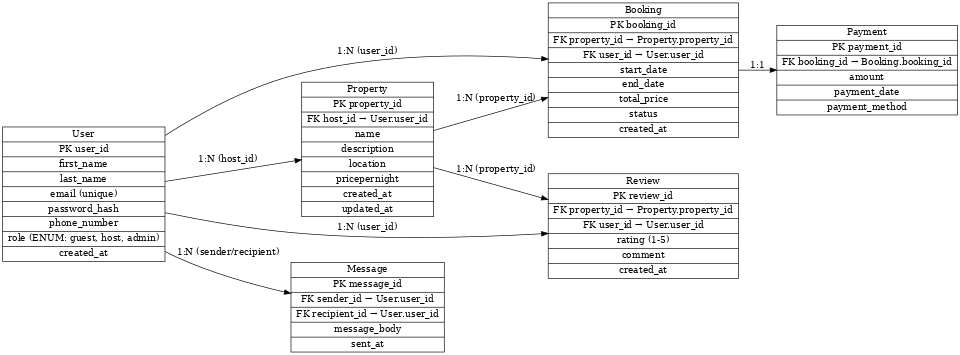 User
PK user_id
first_name
last_name
email (unique)
password_hash
phone_number
role (ENUM: guest, host, admin)
created_at
1:N (user_id)
1:N (host_id)
1:N (user_id)
1:N (sender/recipient)
Property
PK property_id
FK host_id → User.user_id
name
description
location
pricepernight
created_at
updated_at
Message
PK message_id
FK sender_id → User.user_id
FK recipient_id → User.user_id
message_body
sent_at
1:N (property_id)
1:N (property_id)
Booking
PK booking_id
FK property_id → Property.property_id
FK user_id → User.user_id
start_date
end_date
total_price
status
created_at
Review
PK review_id
FK property_id → Property.property_id
FK user_id → User.user_id
rating (1-5)
comment
created_at
1:1
Payment
PK payment_id
FK booking_id → Booking.booking_id
amount
payment_date
payment_method